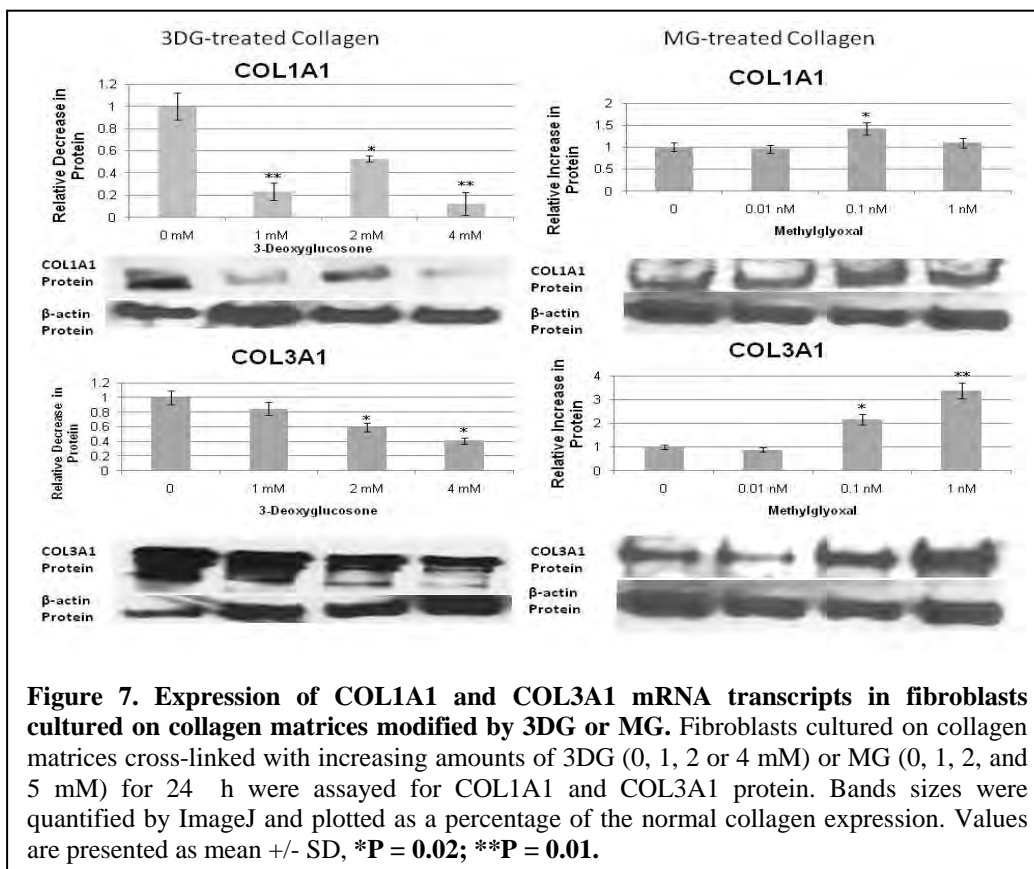 3DG-treated Collagen
COL1A1
Relative Decrease in
Protein
1.2
1
0.8
0.6
0.4
0.2
0
**
*
**
0 mM 1 mM 2 mM 4 mM
3-Deoxyglucosone
COL1A1
Protein
β-actin
Protein
COL3A1
Relative Decrease in
Protein
1.2
1
0.8
0.6
0.4
0.2
0
*
*
0 1 mM 2 mM 4 mM
3-Deoxyglucosone
COL3A1
Protein
β-actin
Protein
MG-treated Collagen
COL1A1
Relative Increase in
Protein
2
1.5
1
0.5
0
*
0 0.01 nM 0.1 nM 1 nM
Methylglyoxal
COL1A1
Protein
β-actin
Protein
COL3A1
Relative Increase in
Protein
4
3
2
1
0
*
**
0 0.01 nM 0.1 nM 1 nM
Methylglyoxal
COL3A1
Protein
β-actin
Protein
Figure 7. Expression of COL1A1 and COL3A1 mRNA transcripts in fibroblasts
cultured on collagen matrices modified by 3DG or MG. Fibroblasts cultured on collagen
matrices cross-linked with increasing amounts of 3DG (0, 1, 2 or 4 mM) or MG (0, 1, 2, and
5 mM) for 24 h were assayed for COL1A1 and COL3A1 protein. Bands sizes were
quantified by ImageJ and plotted as a percentage of the normal collagen expression. Values
are presented as mean +/- SD, *P = 0.02; **P = 0.01.